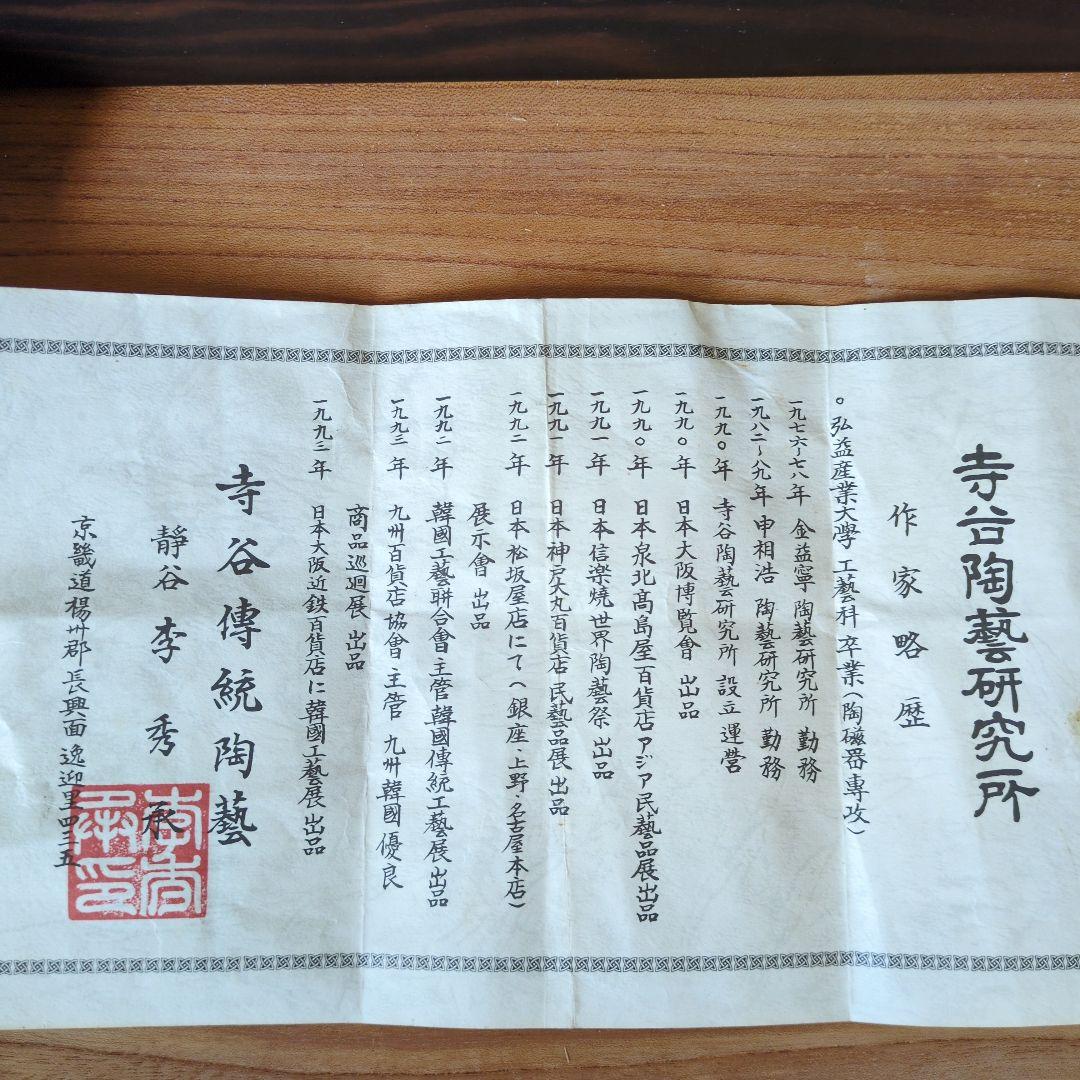 寺谷陶藝研究所
作家略歴
○弘益産業大學 工藝科 卒業(陶磁器專攻)
一九七六~七八年 金益寧 陶藝研究所 勤務
一九八二~八九年 申相浩 陶藝研究所 勤務
一九九〇年 寺谷陶藝研究所 設立運営
一九九〇年 日本大阪博覧會 出品
一九九〇年 日本泉北髙島屋百貨店アジア民藝品展出品
一九九一年 日本信楽焼世界陶藝祭 出品
一九九一年 日本神戸大丸百貨店 民藝品展 出品
一九九二年 日本松坂屋店にて(銀座・上野・名古屋本店)
展示會 出品
一九九二年 韓國工藝聯合會 主管 韓國傳統工藝展 出品
一九九三年 九州百貨店協會 主管 九州韓國優良
商品巡廻展 出品
一九九三年 日本大阪近鉄百貨店に韓國工藝展 出品
寺谷傳統陶藝
靜谷 李秀承
京畿道楊州郡長興面 逸迎里四三五
李秀承印